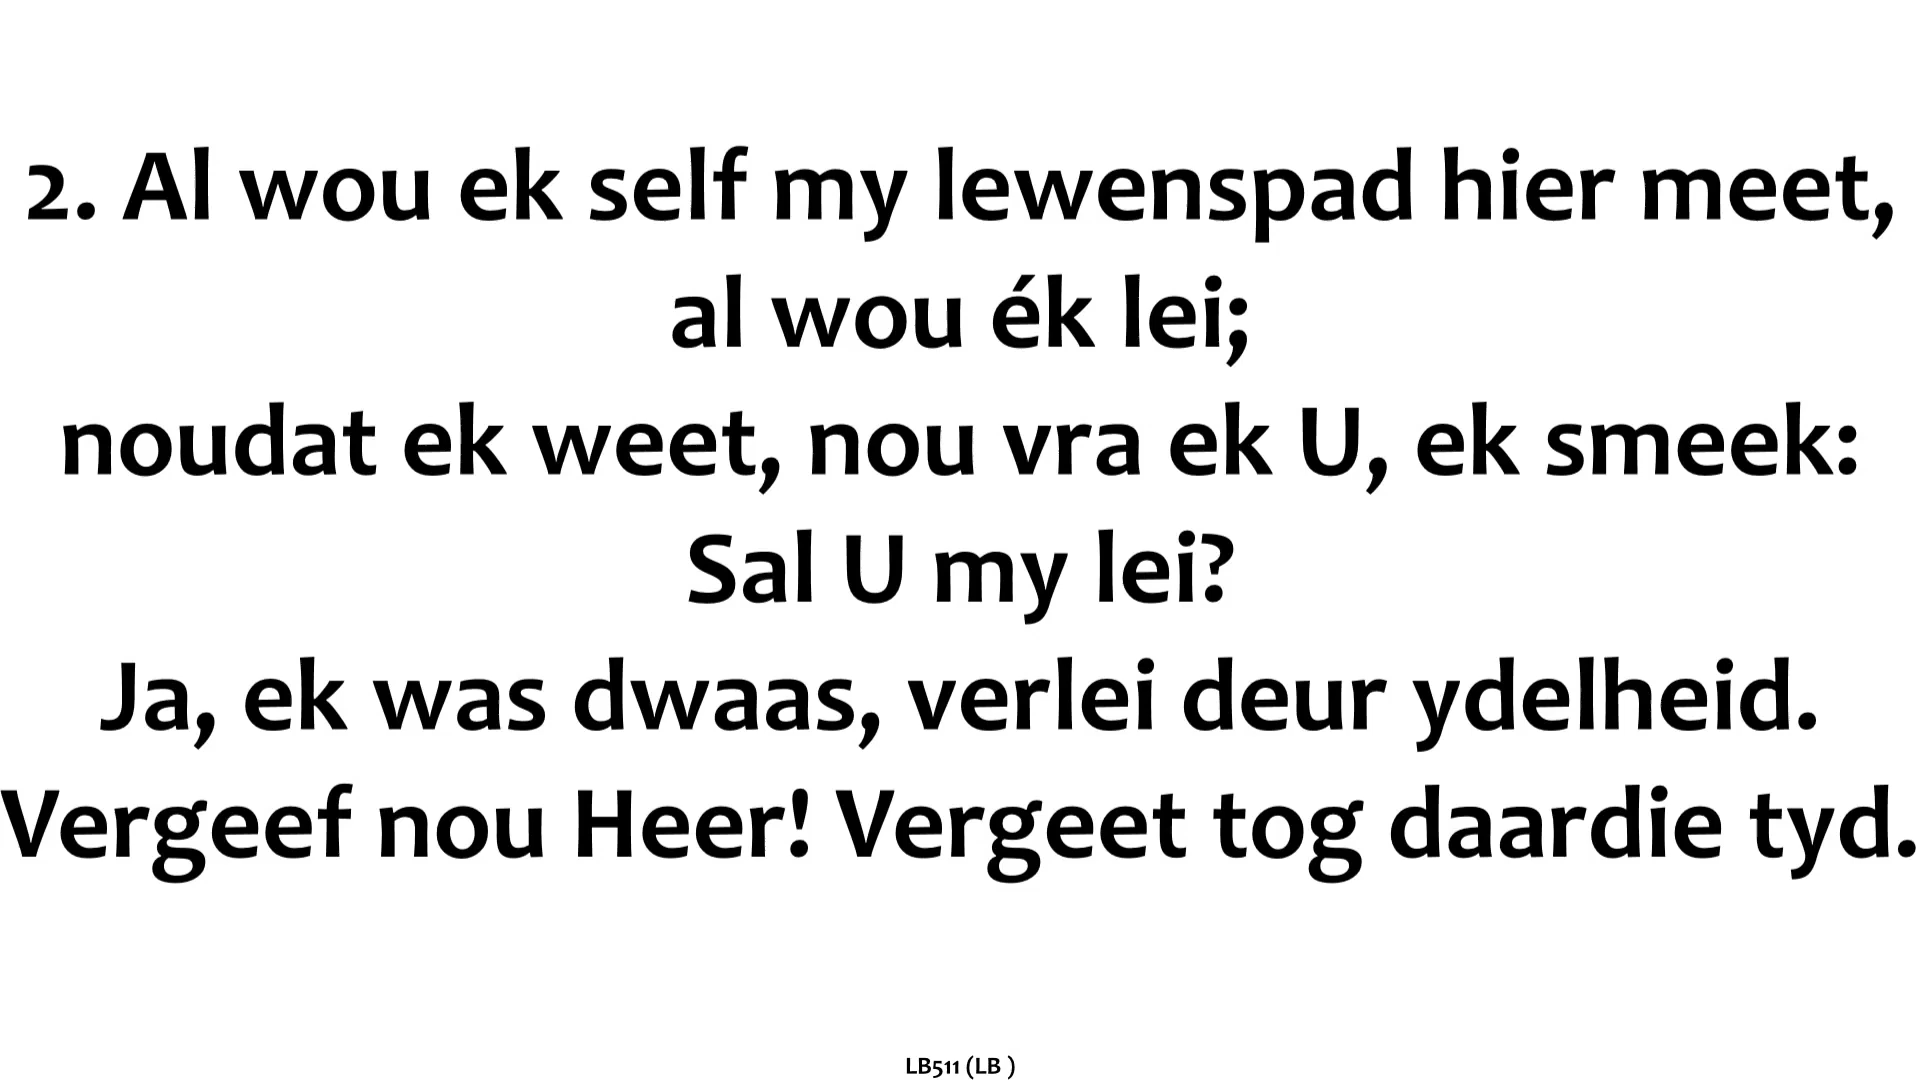 2. Al wou ek self my lewenspad hier meet,
al wou ék lei;
noudat ek weet, nou vra ek U, ek smeek:
Sal U my lei?
Ja, ek was dwaas, verlei deur ydelheid.
Vergeef nou Heer! Vergeet tog daardie tyd.
LB511 (LB )